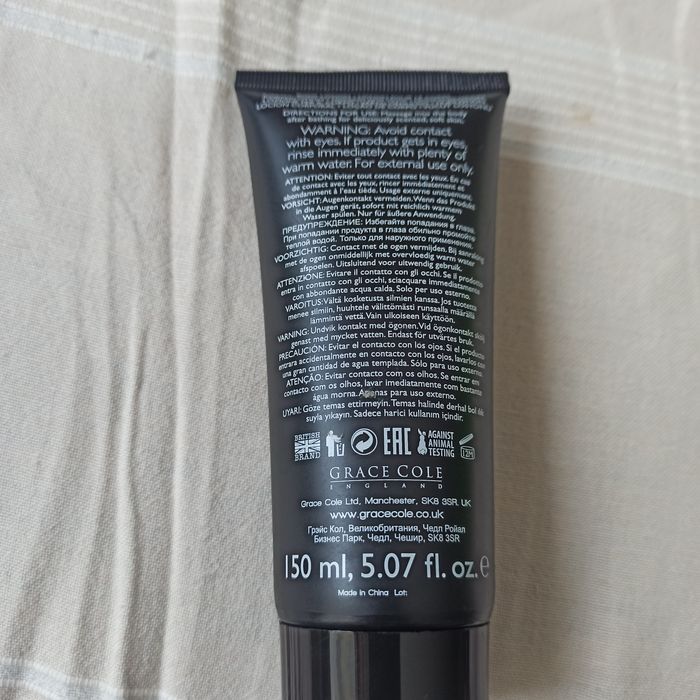 DIRECTIONS FOR USE: Massage into the body
after bathing for deliciously scented, soft skin.
WARNING: Avoid contact
with eyes. If product gets in eyes,
rinse immediately with plenty of
warm water. For external use only.
ATTENTION: Eviter tout contact avec les yeux. En cas
de contact avec les yeux, rincer immédiatement et
abondamment à l'eau tiède. Usage externe uniquement.
VORSICHT: Augenkontakt vermeiden. Wenn das Produkt
in die Augen gerät, sofort mit reichlich warmem
Wasser spülen. Nur für äußere Anwendung.
ПРЕДУПРЕЖДЕНИЕ: Избегайте попадания в глаза.
При попадании продукта в глаза обильно промойте
теплой водой. Только для наружного применения.
VOORZICHTIG: Contact met de ogen vermijden. Bij aanraking
met de ogen onmiddellijk met overvloedig warm water
afspoelen. Uitsluitend voor uitwendig gebruik.
ATTENZIONE: Evitare il contatto con gli occhi. Se il prodotto
entra in contatto con gli occhi, sciacquare immediatamente
con abbondante acqua calda. Solo per uso esterno.
VAROITUS: Vältä kosketusta silmien kanssa. Jos tuotetta
menee silmiin, huuhtele välittömästi runsaalla määrällä
lämmintä vettä. Vain ulkoiseen käyttöön.
VARNING: Undvik kontakt med ögonen. Vid ögonkontakt skölj
genast med mycket vatten. Endast för utvärtes bruk.
PRECAUCIÓN: Evitar el contacto con los ojos. Si el producto
entrara accidentalmente en contacto con los ojos, lavarlos con
una gran cantidad de agua templada. Sólo para uso externo.
ATENÇÃO: Evitar contacto com os olhos. Se entrar em
contacto com os olhos, lavar imediatamente com bastante
água morna. Apenas para uso externo.
UYARI: Göze temas ettirmeyin. Temas halinde derhal bol ılık
suyla yıkayın. Sadece harici kullanım içindir.
BRITISH BRAND EAC AGAINST ANIMAL TESTING 12M
GRACE COLE
ENGLAND
Grace Cole Ltd, Manchester, SK8 3SR. UK
www.gracecole.co.uk
Грэйс Кол, Великобритания, Чедл Ройал
Бизнес Парк, Чедл, Чешир, SK8 3SR
150 ml, 5.07 fl. oz. e
Made in China Lot: